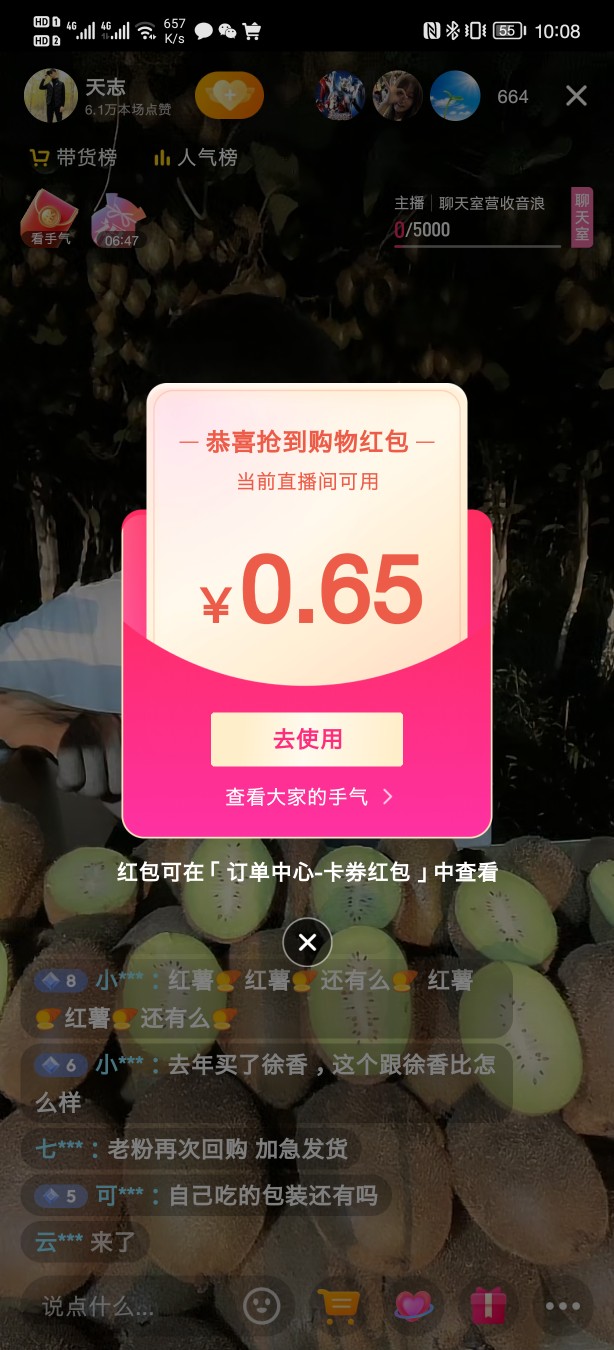 HD 1 4G 4G 657 K/s 55 10:08
HD 2
天志
6.1万本场点赞
664
带货榜 人气榜
看手气 06:47
主播｜聊天室营收音浪
0/5000
聊天室
恭喜抢到购物红包
当前直播间可用
¥0.65
去使用
查看大家的手气
红包可在「订单中心-卡券红包」中查看
8 小***：红薯 红薯 还有么 红薯
红薯 还有么
6 小***：去年买了徐香，这个跟徐香比怎
么样
七***：老粉再次回购 加急发货
5 可***：自己吃的包装还有吗
云*** 来了
说点什么...